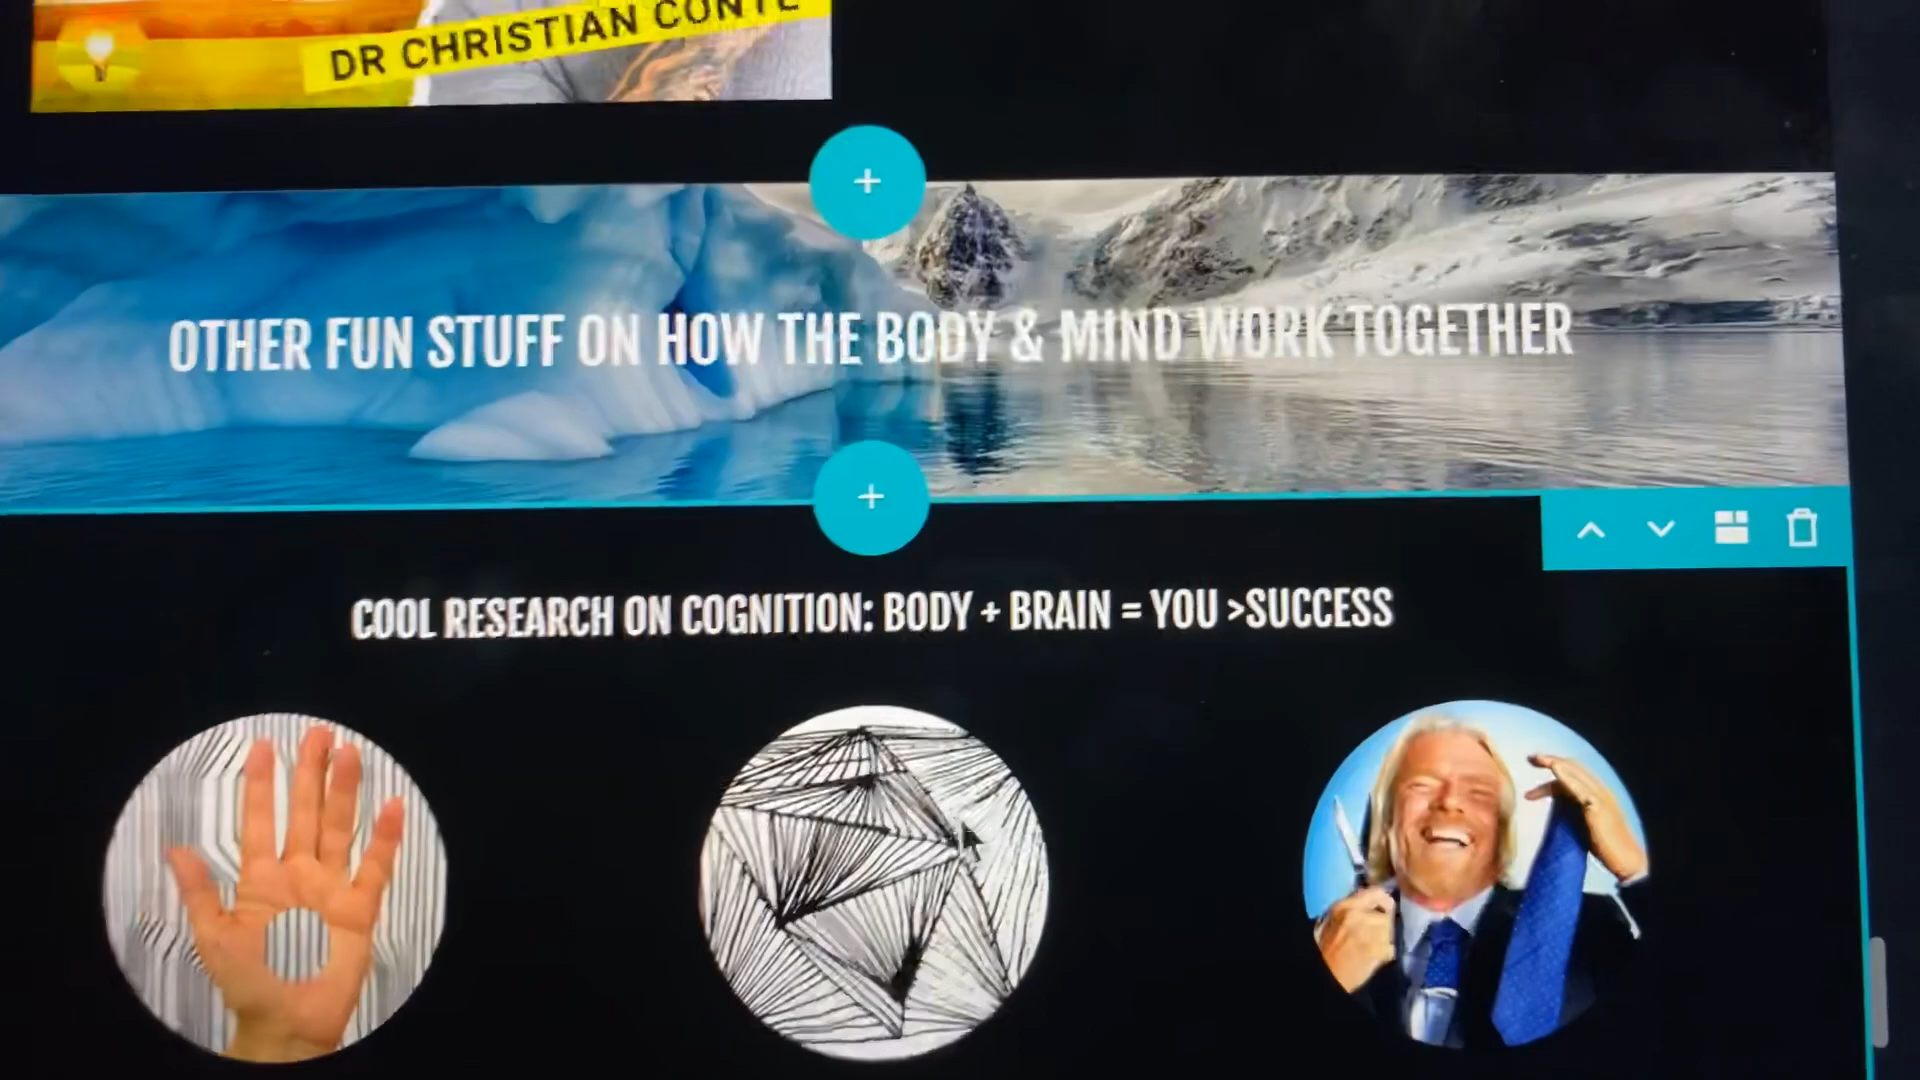 DR CHRISTIAN CONTE
OTHER FUN STUFF ON HOW THE BODY & MIND WORK TOGETHER
COOL RESEARCH ON COGNITION: BODY + BRAIN = YOU >SUCCESS